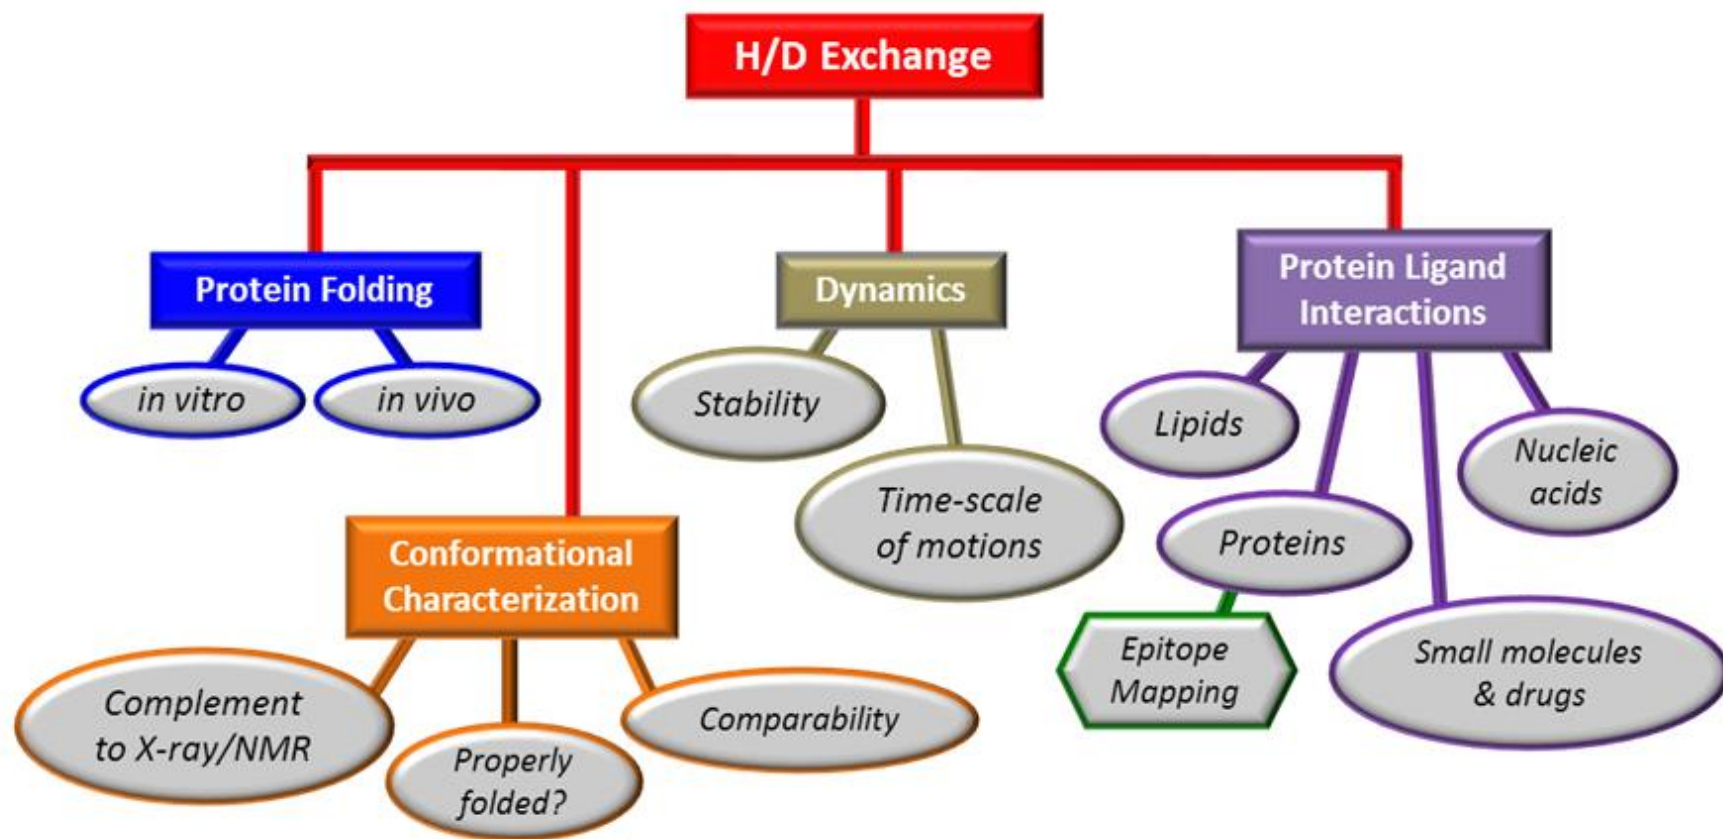 H/D Exchange
Protein Folding
in vitro
in vivo
Conformational
Characterization
Complement
to X-ray/NMR
Properly
folded?
Comparability
Dynamics
Stability
Time-scale
of motions
Protein Ligand
Interactions
Lipids
Proteins
Epitope
Mapping
Small molecules
& drugs
Nucleic
acids